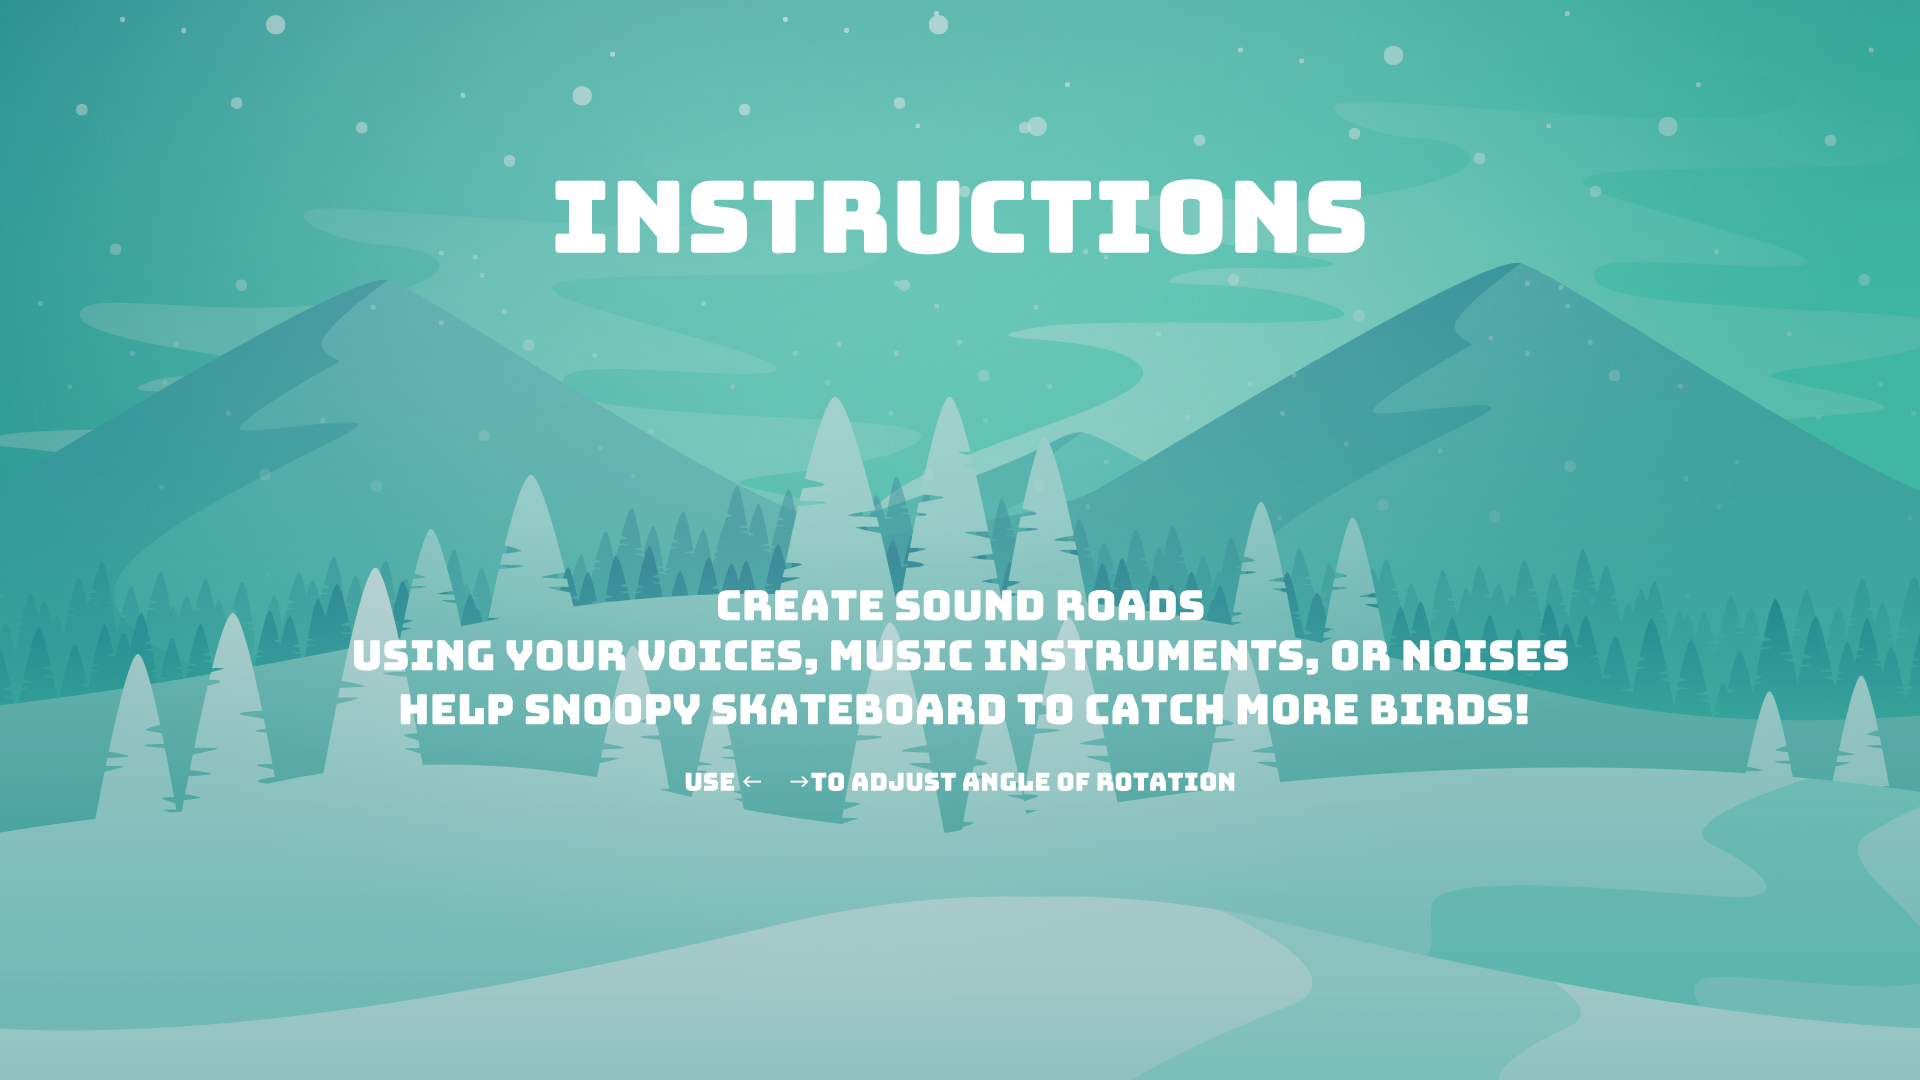 INSTRUCTIONS
CREATE SOUND ROADS
USING YOUR VOICES, MUSIC INSTRUMENTS, OR NOISES
HELP SNOOPY SKATEBOARD TO CATCH MORE BIRDS!
USE ← → TO ADJUST ANGLE OF ROTATION